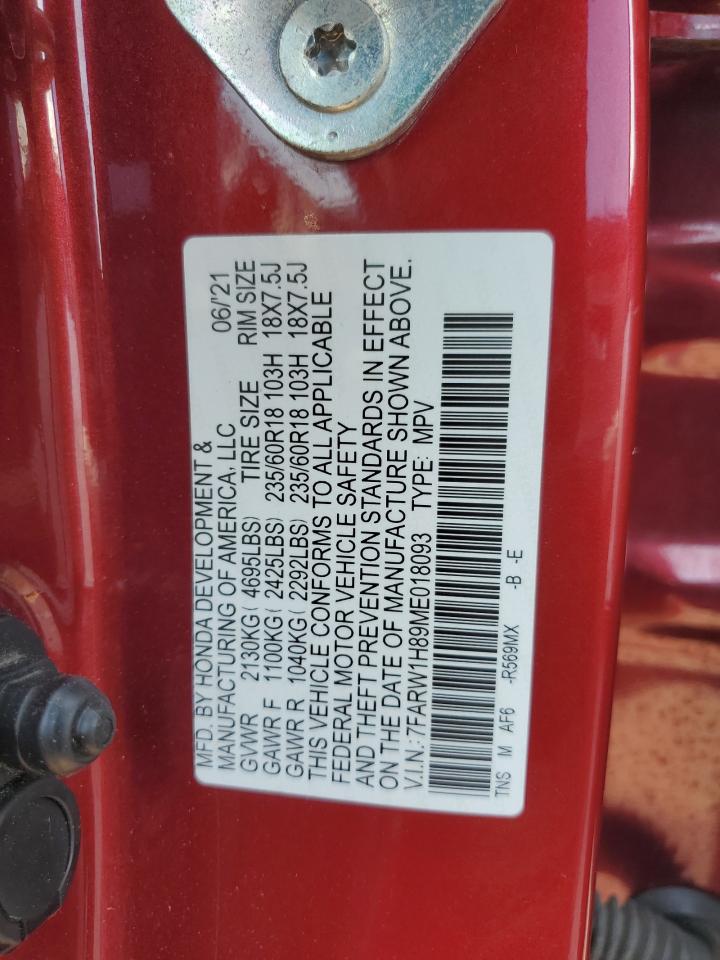 MFD. BY HONDA DEVELOPMENT &
MANUFACTURING OF AMERICA, LLC 06/'21
GVWR 2130KG( 4695LBS) TIRE SIZE RIM SIZE
GAWR F 1100KG( 2425LBS) 235/60R18 103H 18X7.5J
GAWR R 1040KG( 2292LBS) 235/60R18 103H 18X7.5J
THIS VEHICLE CONFORMS TO ALL APPLICABLE
FEDERAL MOTOR VEHICLE SAFETY
AND THEFT PREVENTION STANDARDS IN EFFECT
ON THE DATE OF MANUFACTURE SHOWN ABOVE.
V.I.N.: 7FARW1H89ME018093 TYPE: MPV
TNS M AF6 -R569MX -B -E